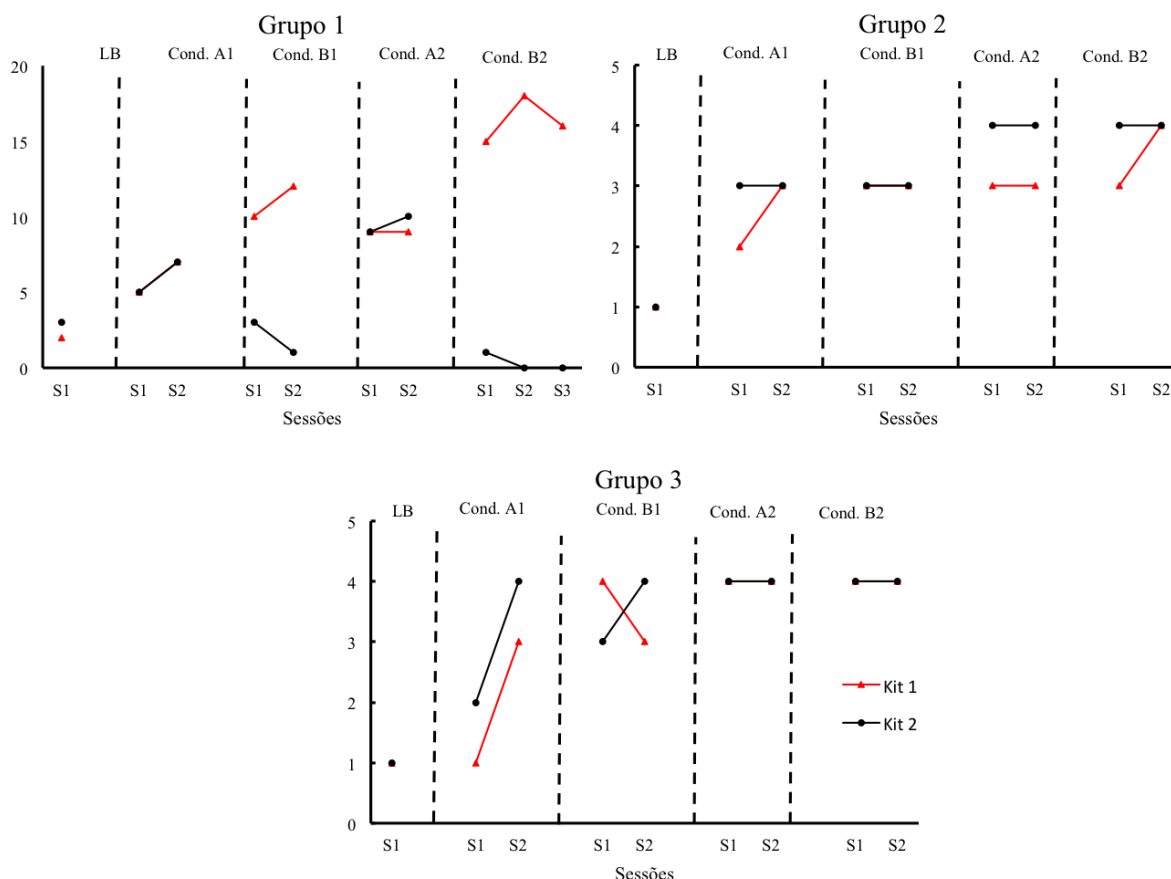 Grupo 1
LB Cond. A1 Cond. B1 Cond. A2 Cond. B2
20
15
10
5
0
S1 S1 S2 S1 S2 S1 S2 S1 S2 S3
Sessões
Grupo 2
LB Cond. A1 Cond. B1 Cond. A2 Cond. B2
5
4
3
2
1
0
S1 S1 S2 S1 S2 S1 S2 S1 S2
Sessões
Grupo 3
LB Cond. A1 Cond. B1 Cond. A2 Cond. B2
5
4
3
2
1
0
Kit 1
Kit 2
S1 S1 S2 S1 S2 S1 S2 S1 S2
Sessões